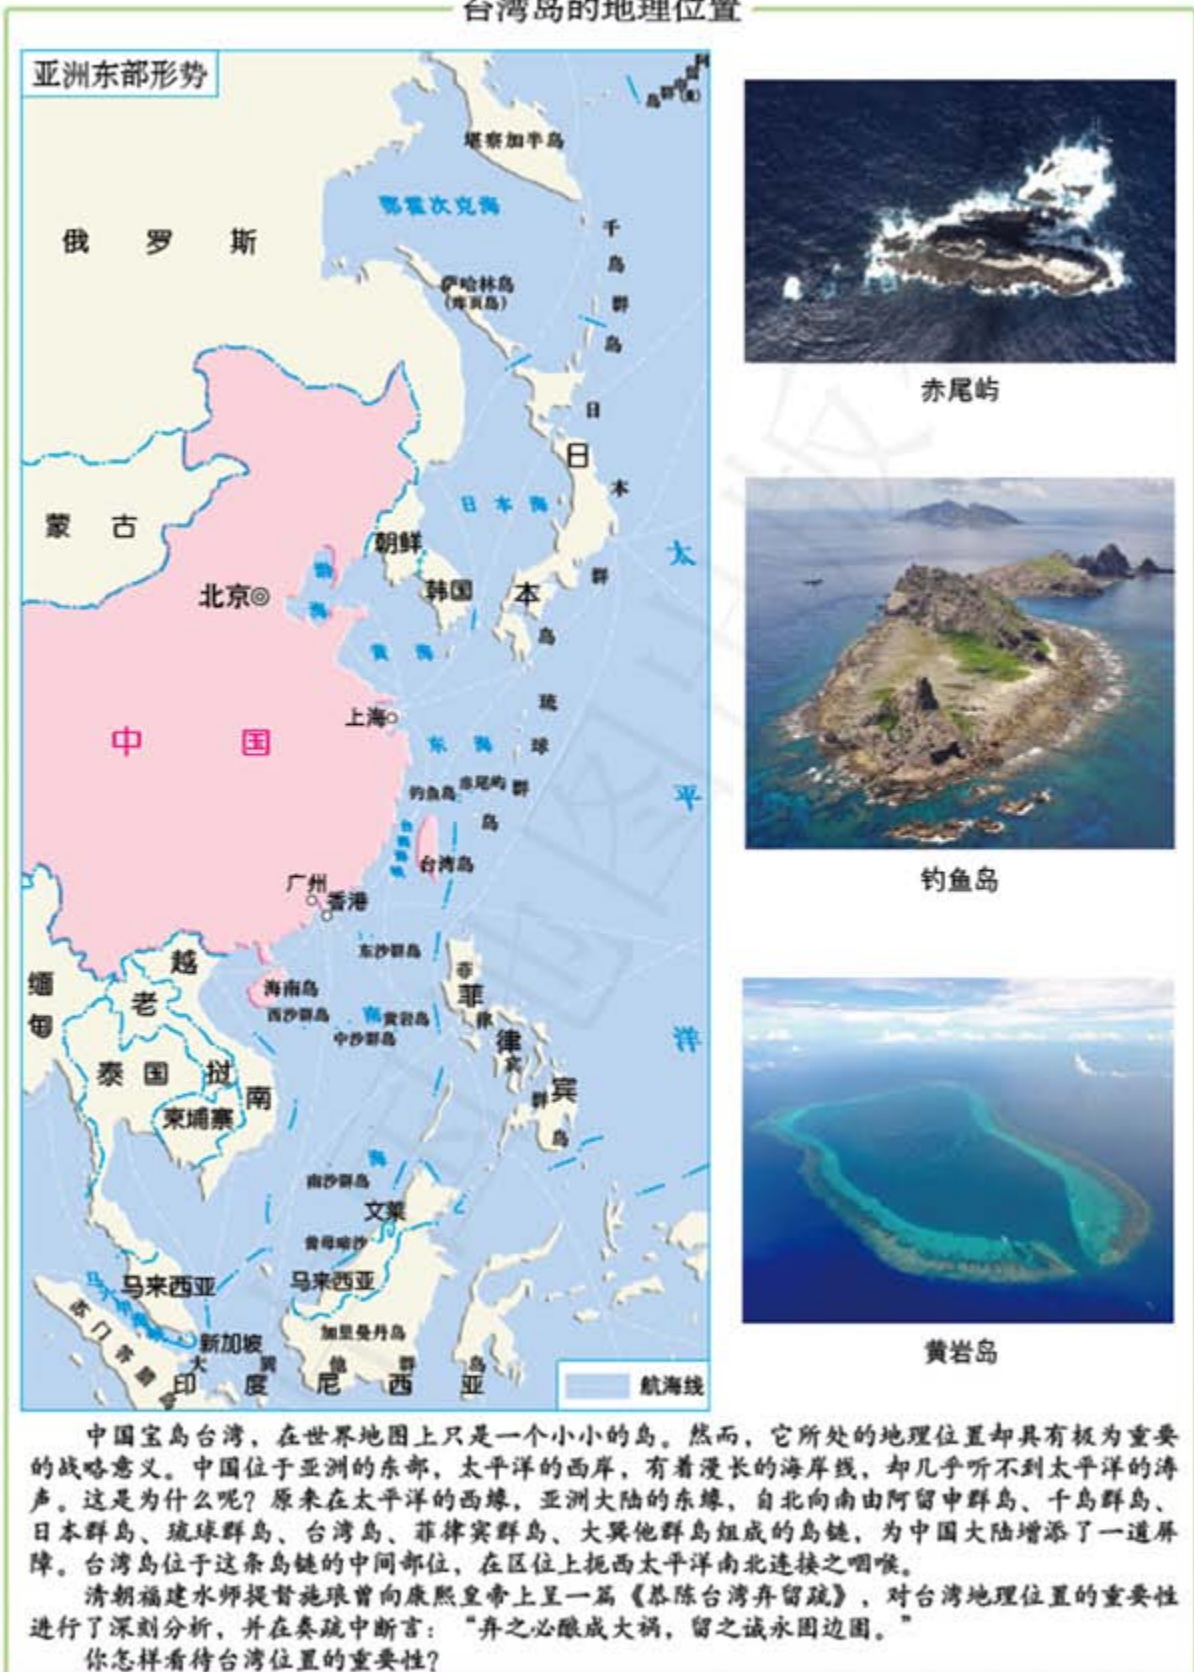 台湾岛的地理位置
亚洲东部形势
堪察加半岛
鄂霍次克海
俄罗斯
千岛群岛
萨哈林岛
(库页岛)
日本群岛
日本
日本海
蒙古
朝鲜
韩国
北京
渤海
黄海
上海
中国
东海
琉球群岛
钓鱼岛
赤尾屿
台湾海峡
台湾岛
太平洋
广州
香港
东沙群岛
海南岛
西沙群岛
南海
黄岩岛
中沙群岛
菲律宾
菲律宾群岛
缅甸
越南
老挝
泰国
柬埔寨
南沙群岛
文莱
曾母暗沙
马来西亚
马来西亚
苏门答腊岛
新加坡
加里曼丹岛
大巽他群岛
印度尼西亚
航海线
赤尾屿
钓鱼岛
黄岩岛
中国宝岛台湾，在世界地图上只是一个小小的岛。然而，它所处的地理位置却具有极为重要
的战略意义。中国位于亚洲的东部，太平洋的西岸，有着漫长的海岸线，却几乎听不到太平洋的涛
声。这是为什么呢？原来在太平洋的西缘，亚洲大陆的东缘，自北向南由阿留申群岛、千岛群岛、
日本群岛、琉球群岛、台湾岛、菲律宾群岛、大巽他群岛组成的岛链，为中国大陆增添了一道屏
障。台湾岛位于这条岛链的中间部位，在区位上扼西太平洋南北连接之咽喉。
清朝福建水师提督施琅曾向康熙皇帝上呈一篇《恭陈台湾弃留疏》，对台湾地理位置的重要性
进行了深刻分析，并在奏疏中断言：“弃之必酿成大祸，留之诚永固边圉。”
你怎样看待台湾位置的重要性？